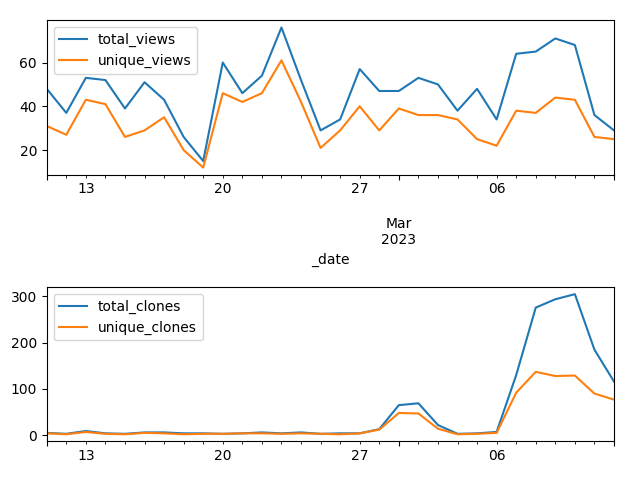 total_views
unique_views
60
40
20
13 20 27 06
Mar
2023
_date
total_clones
unique_clones
300
200
100
0
13 20 27 06